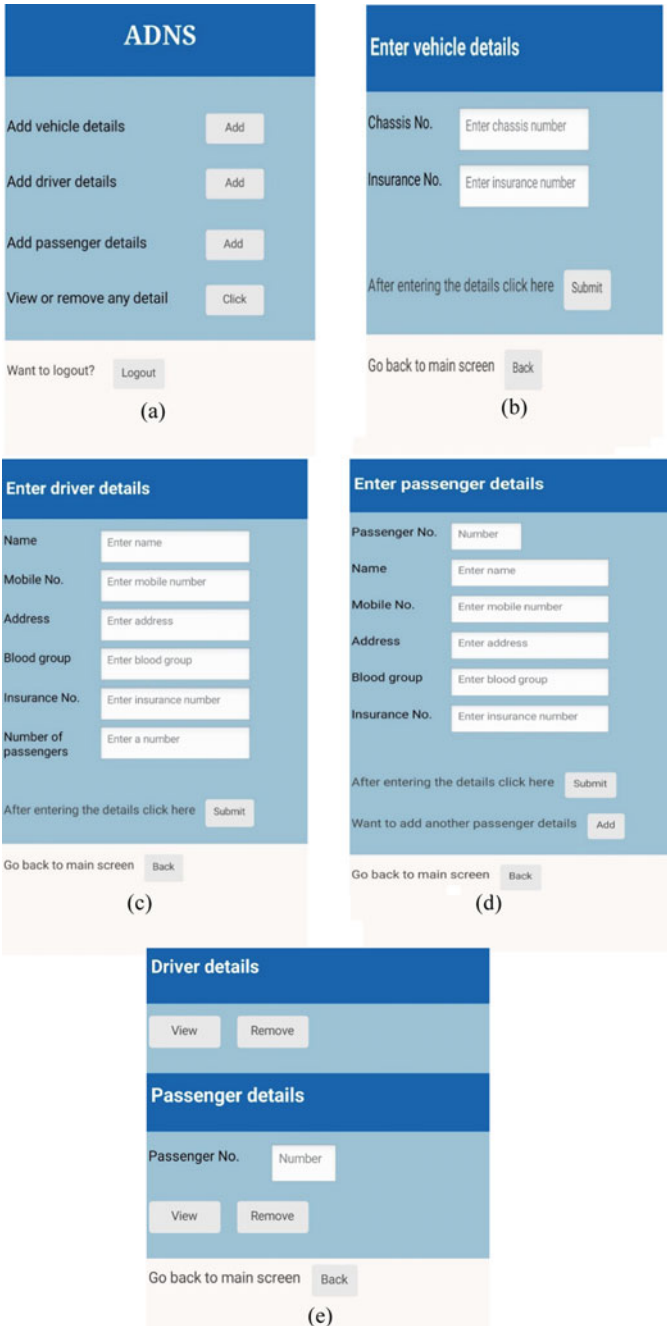 ADNS
Add vehicle details Add
Add driver details Add
Add passenger details Add
View or remove any detail Click
Want to logout? Logout
(a)
Enter vehicle details
Chassis No. Enter chassis number
Insurance No. Enter insurance number
After entering the details click here Submit
Go back to main screen Back
(b)
Enter driver details
Name Enter name
Mobile No. Enter mobile number
Address Enter address
Blood group Enter blood group
Insurance No. Enter insurance number
Number of
passengers Enter a number
After entering the details click here Submit
Go back to main screen Back
(c)
Enter passenger details
Passenger No. Number
Name Enter name
Mobile No. Enter mobile number
Address Enter address
Blood group Enter blood group
Insurance No. Enter insurance number
After entering the details click here Submit
Want to add another passenger details Add
Go back to main screen Back
(d)
Driver details
View Remove
Passenger details
Passenger No. Number
View Remove
Go back to main screen Back
(e)